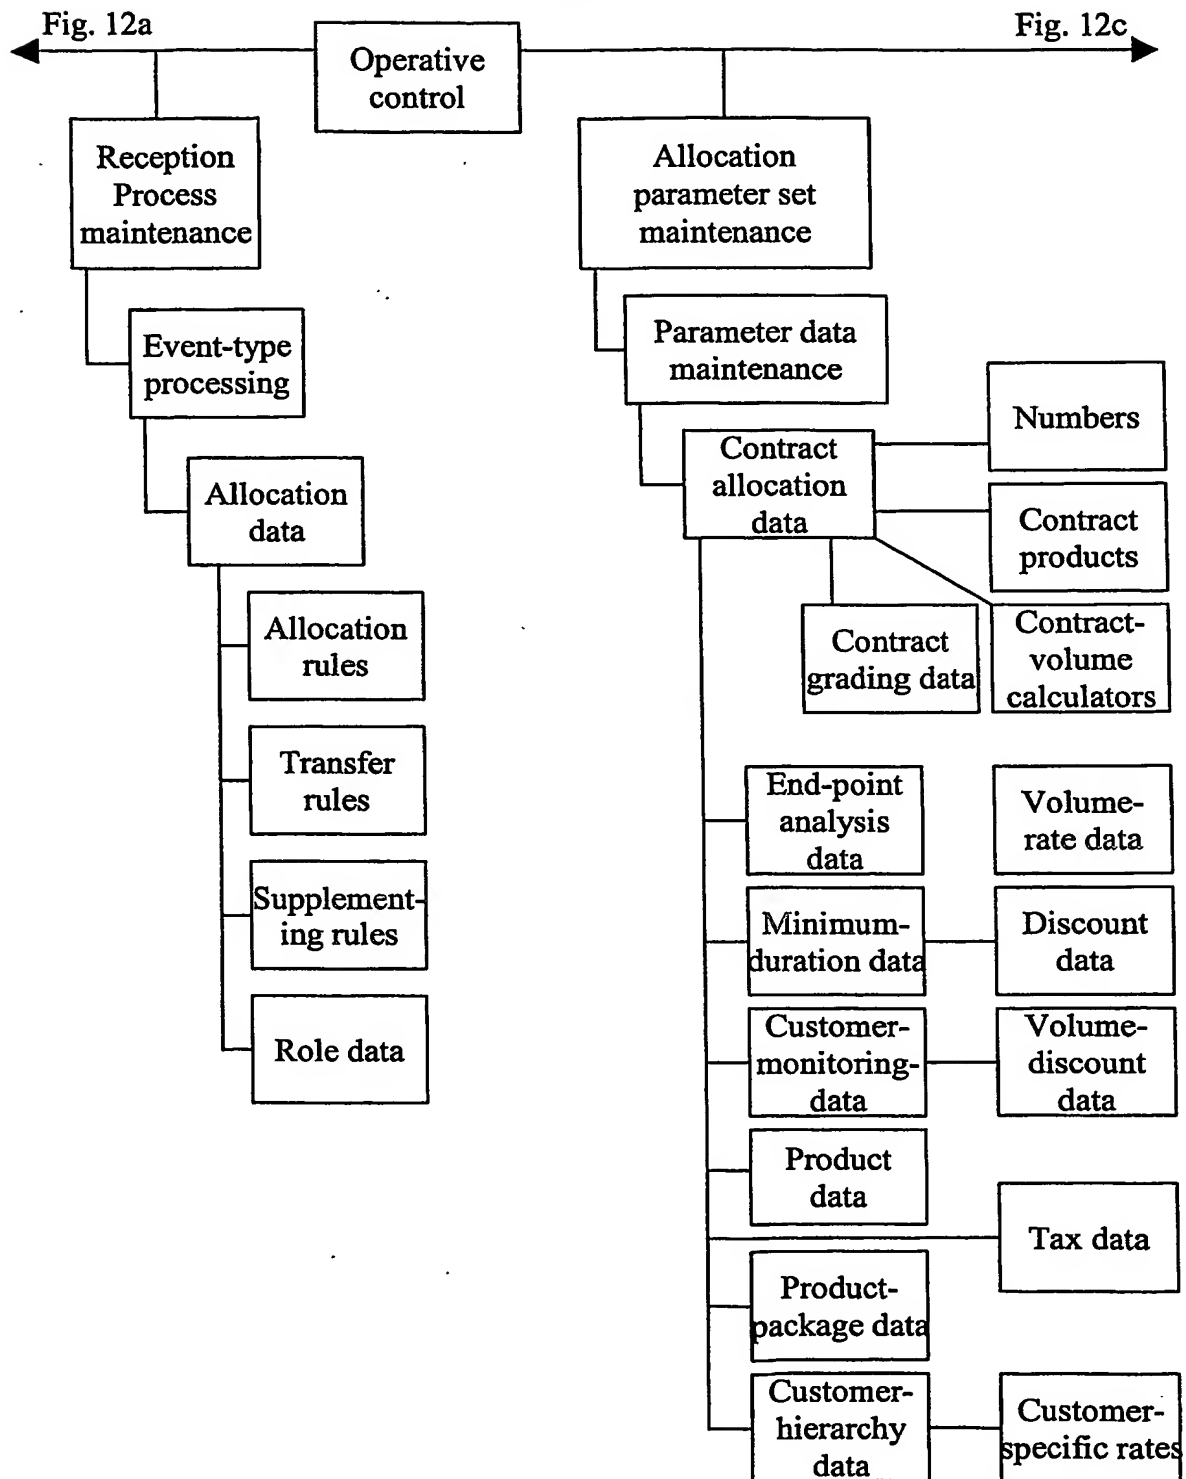 Fig. 12a
Fig. 12c
Operative
control
Reception
Process
maintenance
Allocation
parameter set
maintenance
Event-type
processing
Parameter data
maintenance
Numbers
Allocation
data
Contract
allocation
data
Contract
products
Allocation
rules
Contract
grading data
Contract-
volume
calculators
Transfer
rules
End-point
analysis
data
Volume-
rate data
Supplement-
ing rules
Minimum-
duration data
Discount
data
Role data
Customer-
monitoring-
data
Volume-
discount
data
Product
data
Tax data
Product-
package data
Customer-
hierarchy
data
Customer-
specific rates